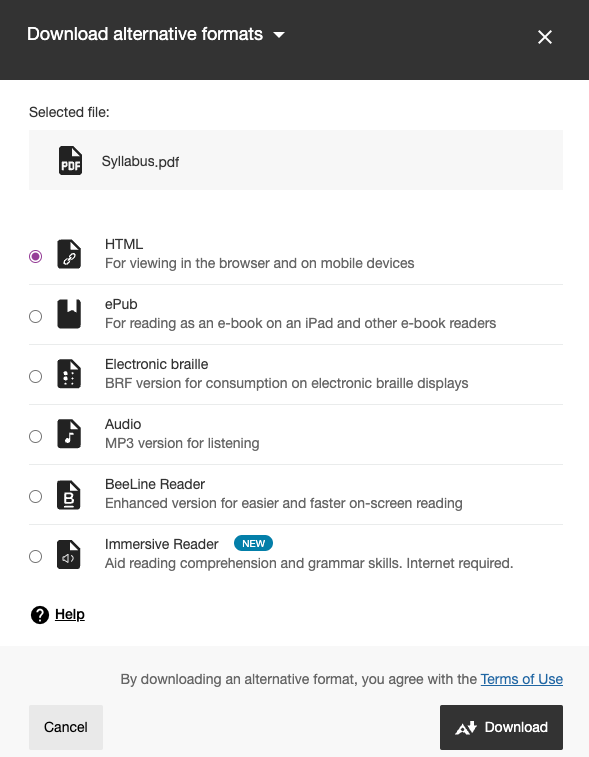 Download alternative formats
Selected file:
PDF
Syllabus.pdf
HTML
For viewing in the browser and on mobile devices
ePub
For reading as an e-book on an iPad and other e-book readers
Electronic braille
BRF version for consumption on electronic braille displays
Audio
MP3 version for listening
B
BeeLine Reader
Enhanced version for easier and faster on-screen reading
Immersive Reader NEW
Aid reading comprehension and grammar skills. Internet required.
? Help
By downloading an alternative format, you agree with the Terms of Use
Cancel
Download